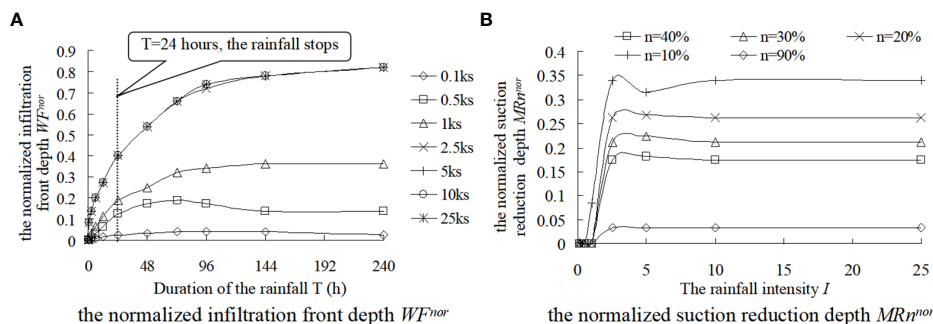 A
T=24 hours, the rainfall stops
the normalized infiltration
front depth WFⁿᵒʳ
0.9
0.8
0.7
0.6
0.5
0.4
0.3
0.2
0.1
0
0 48 96 144 192 240
Duration of the rainfall T (h)
0.1ks
0.5ks
1ks
2.5ks
5ks
10ks
25ks
the normalized infiltration front depth WFⁿᵒʳ
B
n=40% n=30% n=20%
n=10% n=90%
the normalized suction
reduction depth MRnⁿᵒʳ
0.4
0.35
0.3
0.25
0.2
0.15
0.1
0.05
0
0 5 10 15 20 25
The rainfall intensity I
the normalized suction reduction depth MRnⁿᵒʳ